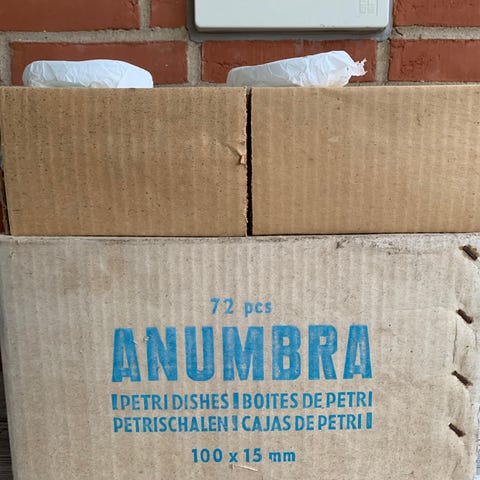 72 pcs
ANUMBRA
PETRI DISHES BOITES DE PETRI
PETRISCHALEN CAJAS DE PETRI
100 x 15 mm